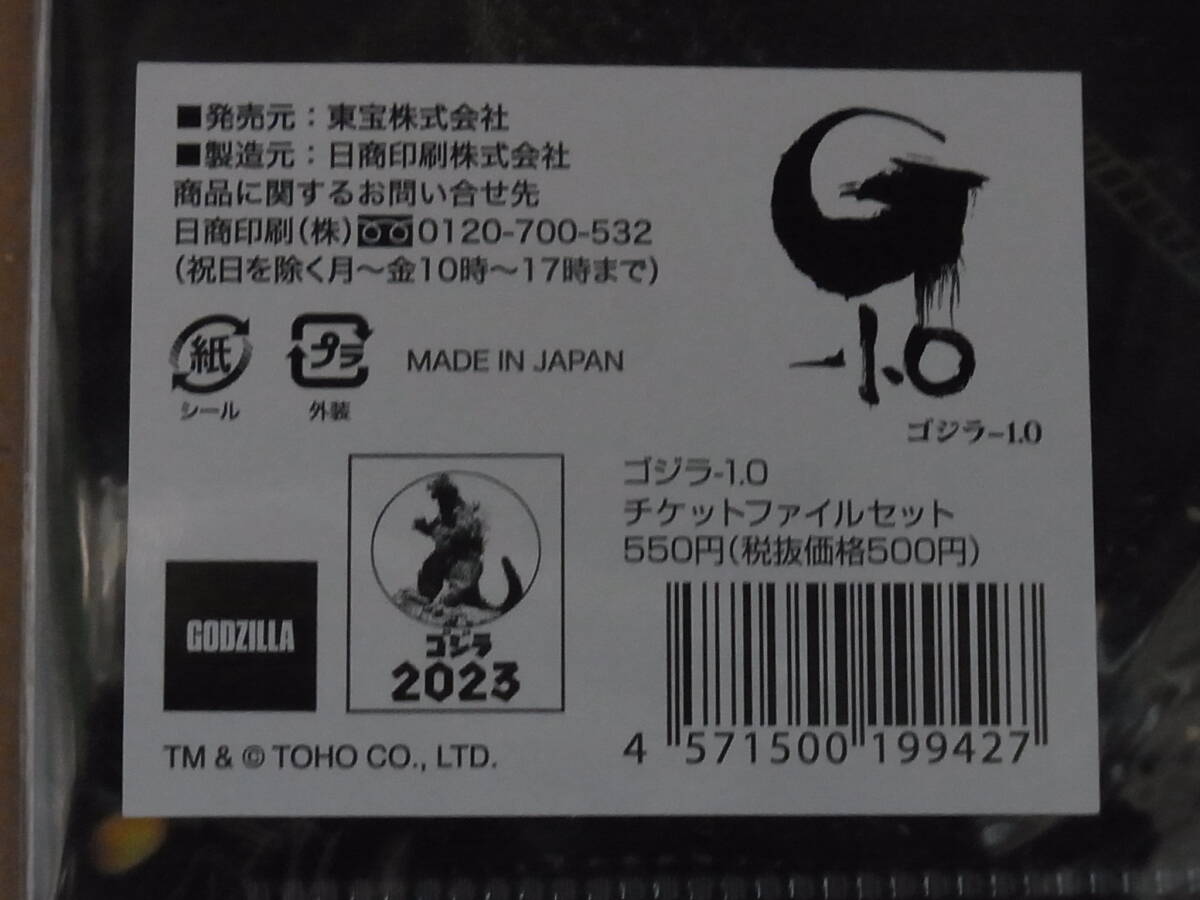 ■発売元：東宝株式会社
■製造元：日商印刷株式会社
商品に関するお問い合せ先
日商印刷(株)0120-700-532
(祝日を除く月～金10時～17時まで)
紙
シール
プラ
外装
MADE IN JAPAN
G
-1.0
ゴジラ-1.0
ゴジラ-1.0
チケットファイルセット
550円(税抜価格500円)
GODZILLA
ゴジラ
2023
TM & © TOHO CO., LTD.
4 571500 199427